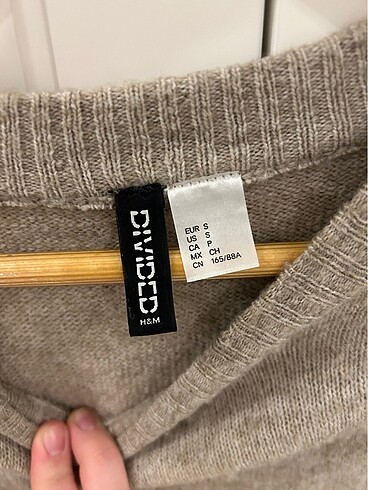 DIVIDED
H&M
EUR S
US S
CA P
MX CH
CN 165/88A